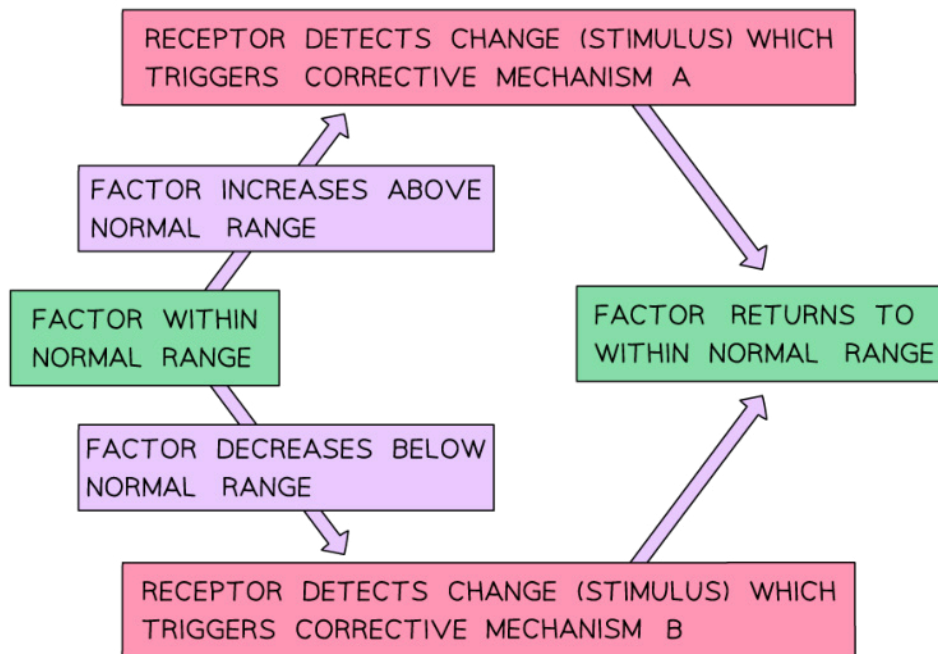 RECEPTOR DETECTS CHANGE (STIMULUS) WHICH
TRIGGERS CORRECTIVE MECHANISM A
FACTOR INCREASES ABOVE
NORMAL RANGE
FACTOR WITHIN
NORMAL RANGE
FACTOR RETURNS TO
WITHIN NORMAL RANGE
FACTOR DECREASES BELOW
NORMAL RANGE
RECEPTOR DETECTS CHANGE (STIMULUS) WHICH
TRIGGERS CORRECTIVE MECHANISM B